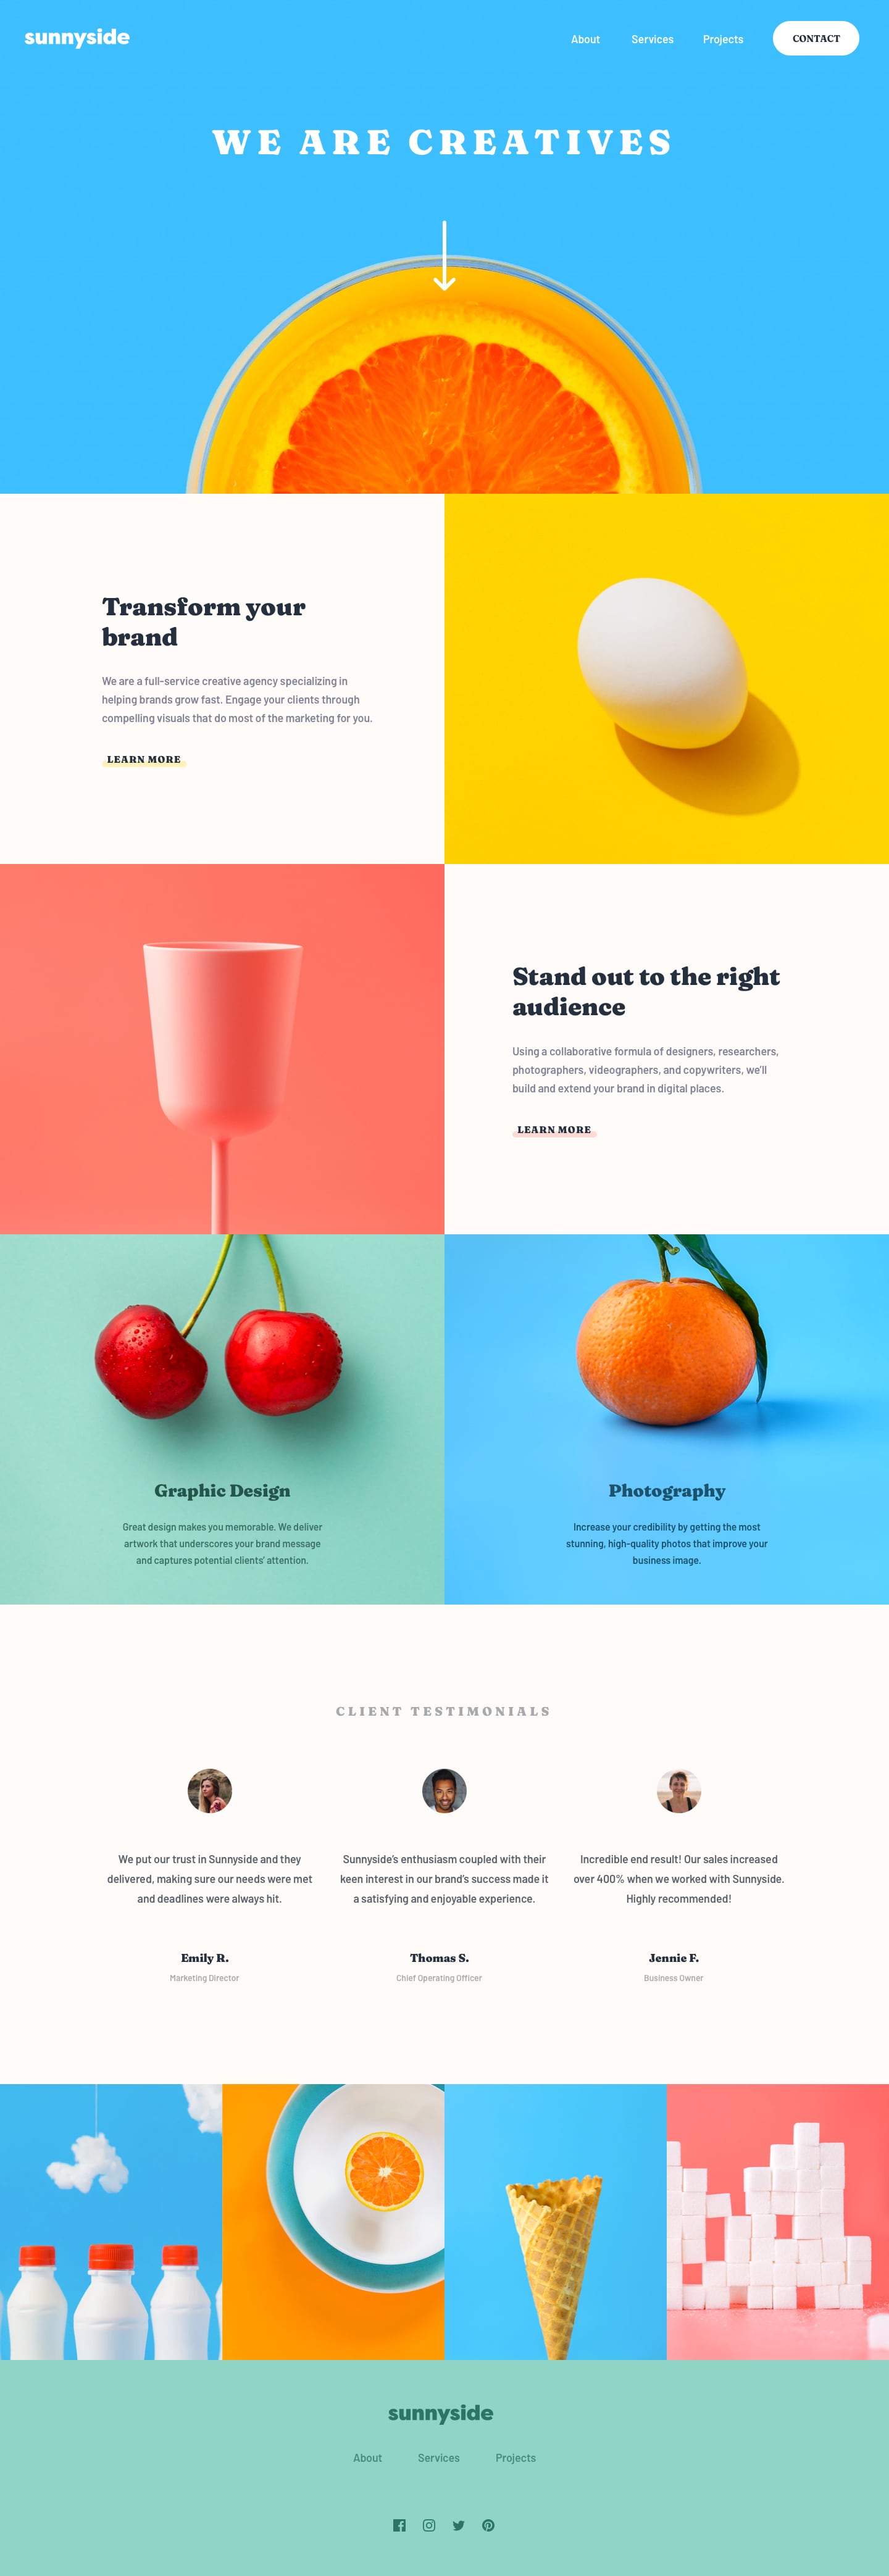 sunnyside
About Services Projects CONTACT
WE ARE CREATIVES
Transform your
brand
We are a full-service creative agency specializing in
helping brands grow fast. Engage your clients through
compelling visuals that do most of the marketing for you.
LEARN MORE
Stand out to the right
audience
Using a collaborative formula of designers, researchers,
photographers, videographers, and copywriters, we'll
build and extend your brand in digital places.
LEARN MORE
Graphic Design
Great design makes you memorable. We deliver
artwork that underscores your brand message
and captures potential clients' attention.
Photography
Increase your credibility by getting the most
stunning, high-quality photos that improve your
business image.
CLIENT TESTIMONIALS
We put our trust in Sunnyside and they
delivered, making sure our needs were met
and deadlines were always hit.
Emily R.
Marketing Director
Sunnyside's enthusiasm coupled with their
keen interest in our brand's success made it
a satisfying and enjoyable experience.
Thomas S.
Chief Operating Officer
Incredible end result! Our sales increased
over 400% when we worked with Sunnyside.
Highly recommended!
Jennie F.
Business Owner
sunnyside
About Services Projects